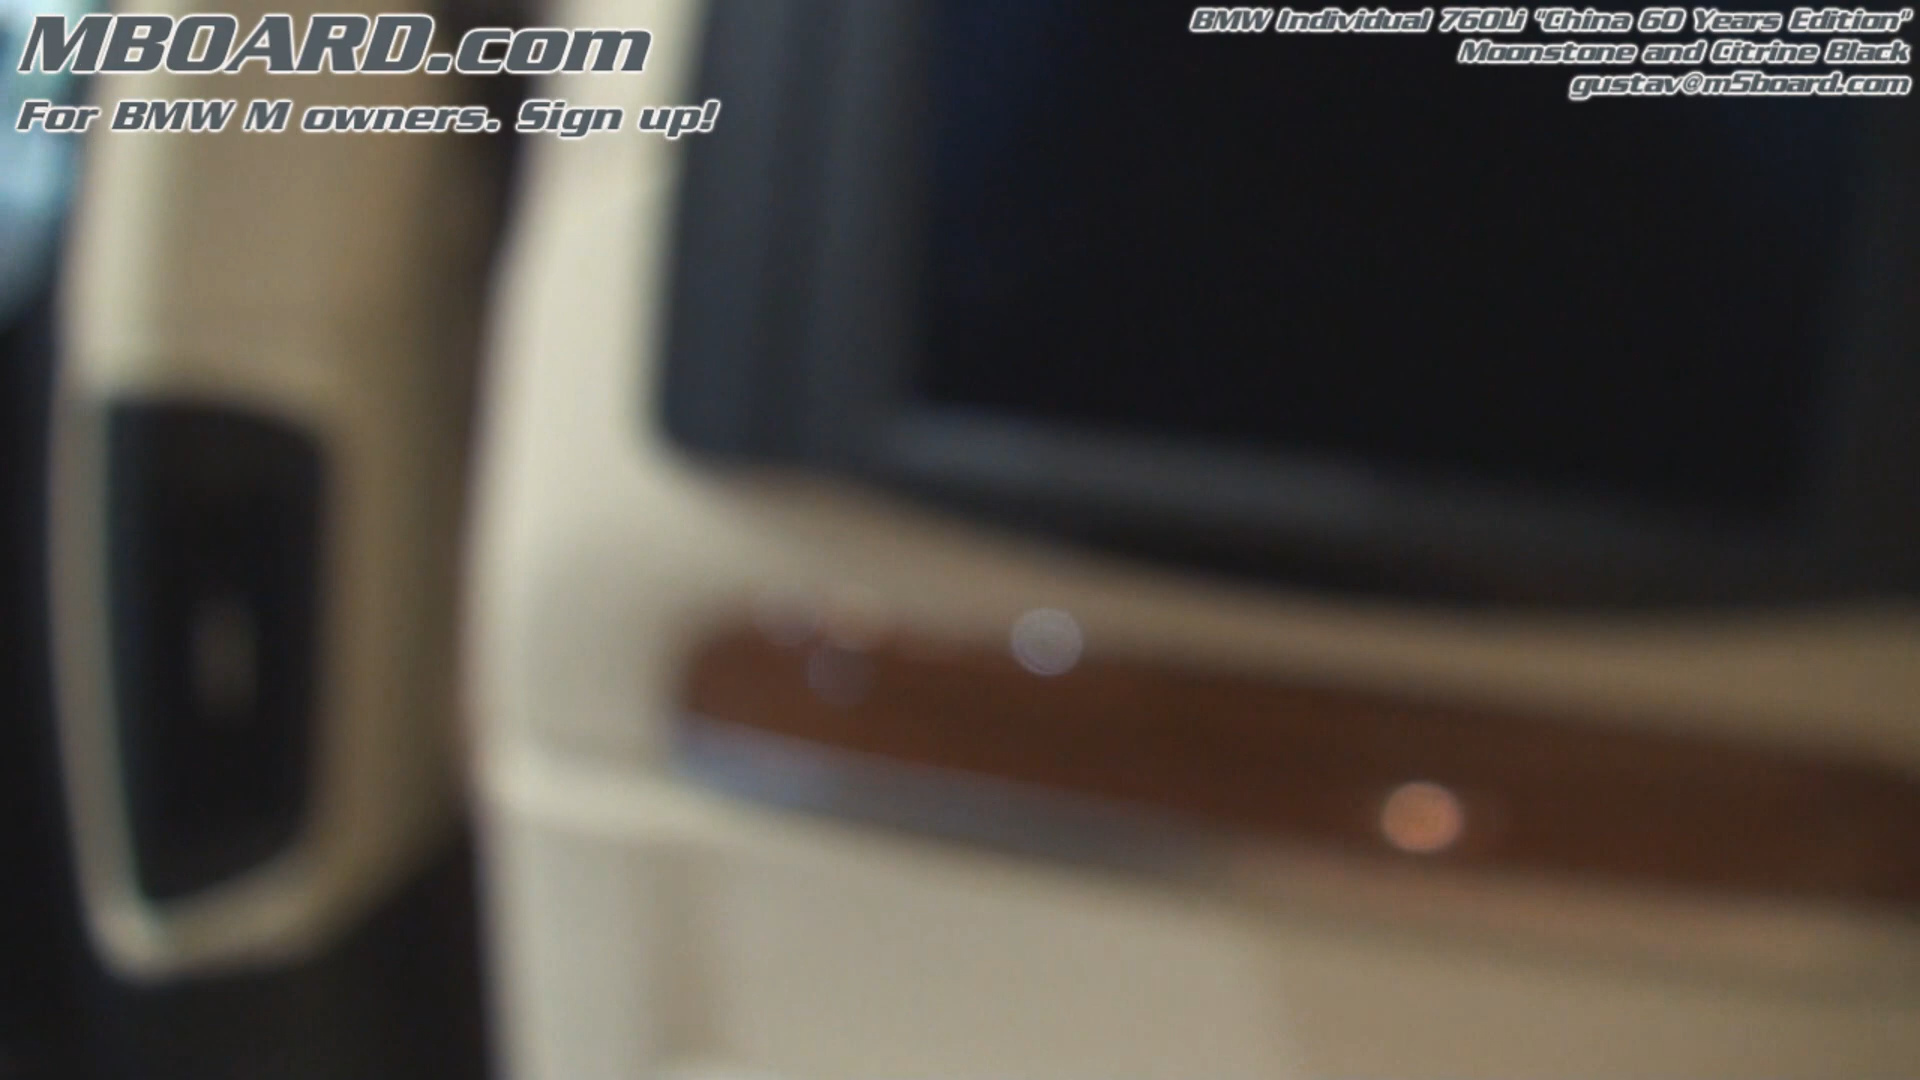 MBOARD.com
For BMW M owners. Sign up!
BMW Individual 760Li "China 60 Years Edition"
Moonstone and Citrine Black
gustav@m5board.com